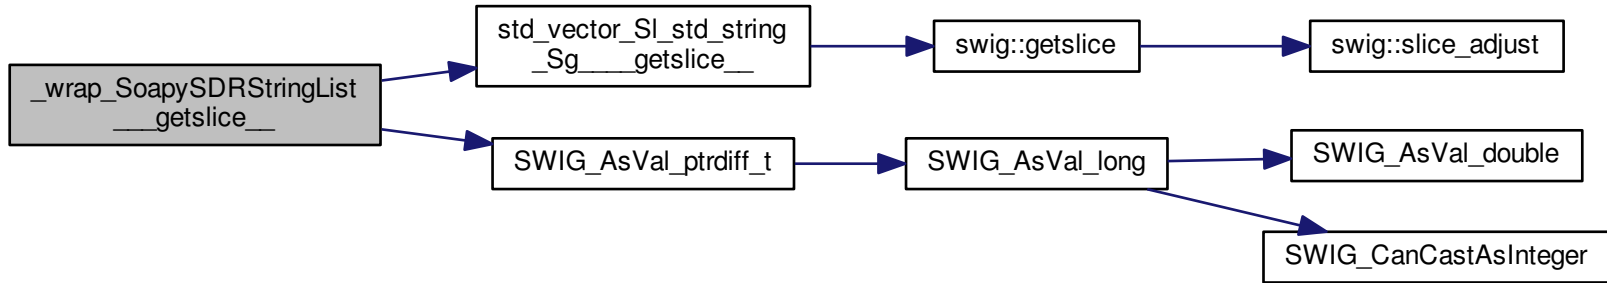 _wrap_SoapySDRStringList
___getslice__
std_vector_Sl_std_string
_Sg____getslice__
swig::getslice
swig::slice_adjust
SWIG_AsVal_ptrdiff_t
SWIG_AsVal_long
SWIG_AsVal_double
SWIG_CanCastAsInteger